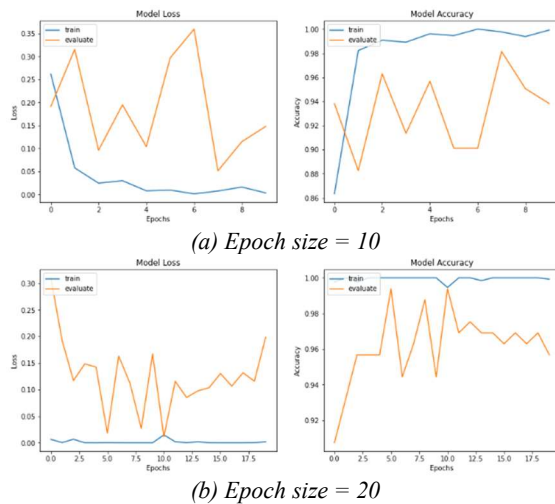 Model Loss
train
evaluate
0.35
0.30
0.25
0.20
0.15
0.10
0.05
0.00
Loss
0 2 4 6 8
Epochs
Model Accuracy
train
evaluate
1.00
0.98
0.96
0.94
0.92
0.90
0.88
0.86
Accuracy
0 2 4 6 8
Epochs
(a) Epoch size = 10
Model Loss
train
evaluate
0.30
0.25
0.20
0.15
0.10
0.05
0.00
Loss
0.0 2.5 5.0 7.5 10.0 12.5 15.0 17.5
Epochs
Model Accuracy
train
evaluate
1.00
0.98
0.96
0.94
0.92
Accuracy
0.0 2.5 5.0 7.5 10.0 12.5 15.0 17.5
Epochs
(b) Epoch size = 20